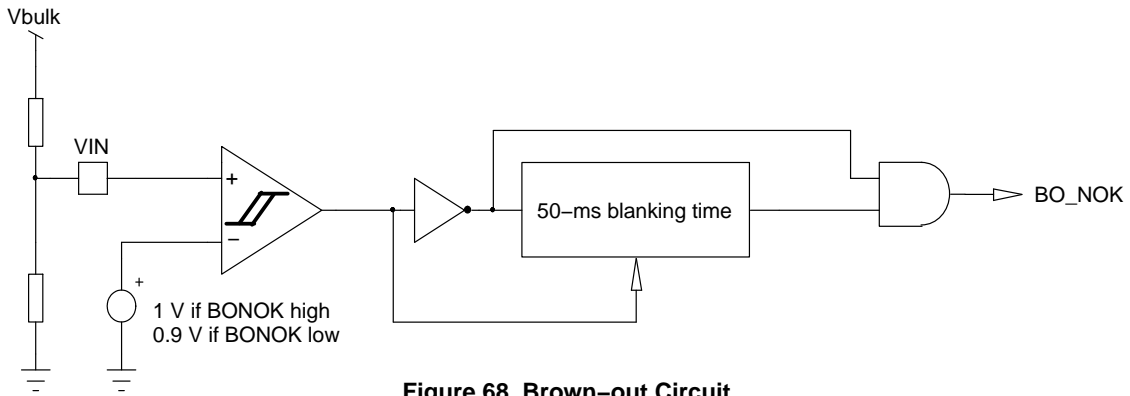 Vbulk
VIN
+
−
+
1 V if BONOK high
0.9 V if BONOK low
50−ms blanking time
BO_NOK
Figure 68. Brown−out Circuit